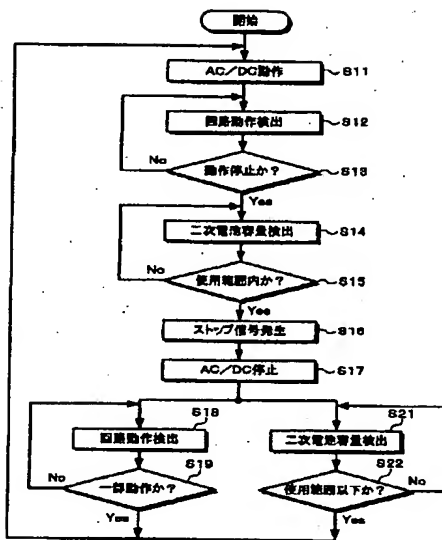 開始
AC/DC動作
S11
回路動作検出
S12
動作停止か?
S13
No
Yes
二次電池容量検出
S14
使用範囲内か?
S15
No
Yes
ストップ信号発生
S16
AC/DC停止
S17
S18
回路動作検出
S19
一部動作か?
No
Yes
S21
二次電池容量検出
S22
使用範囲以下か?
No
Yes